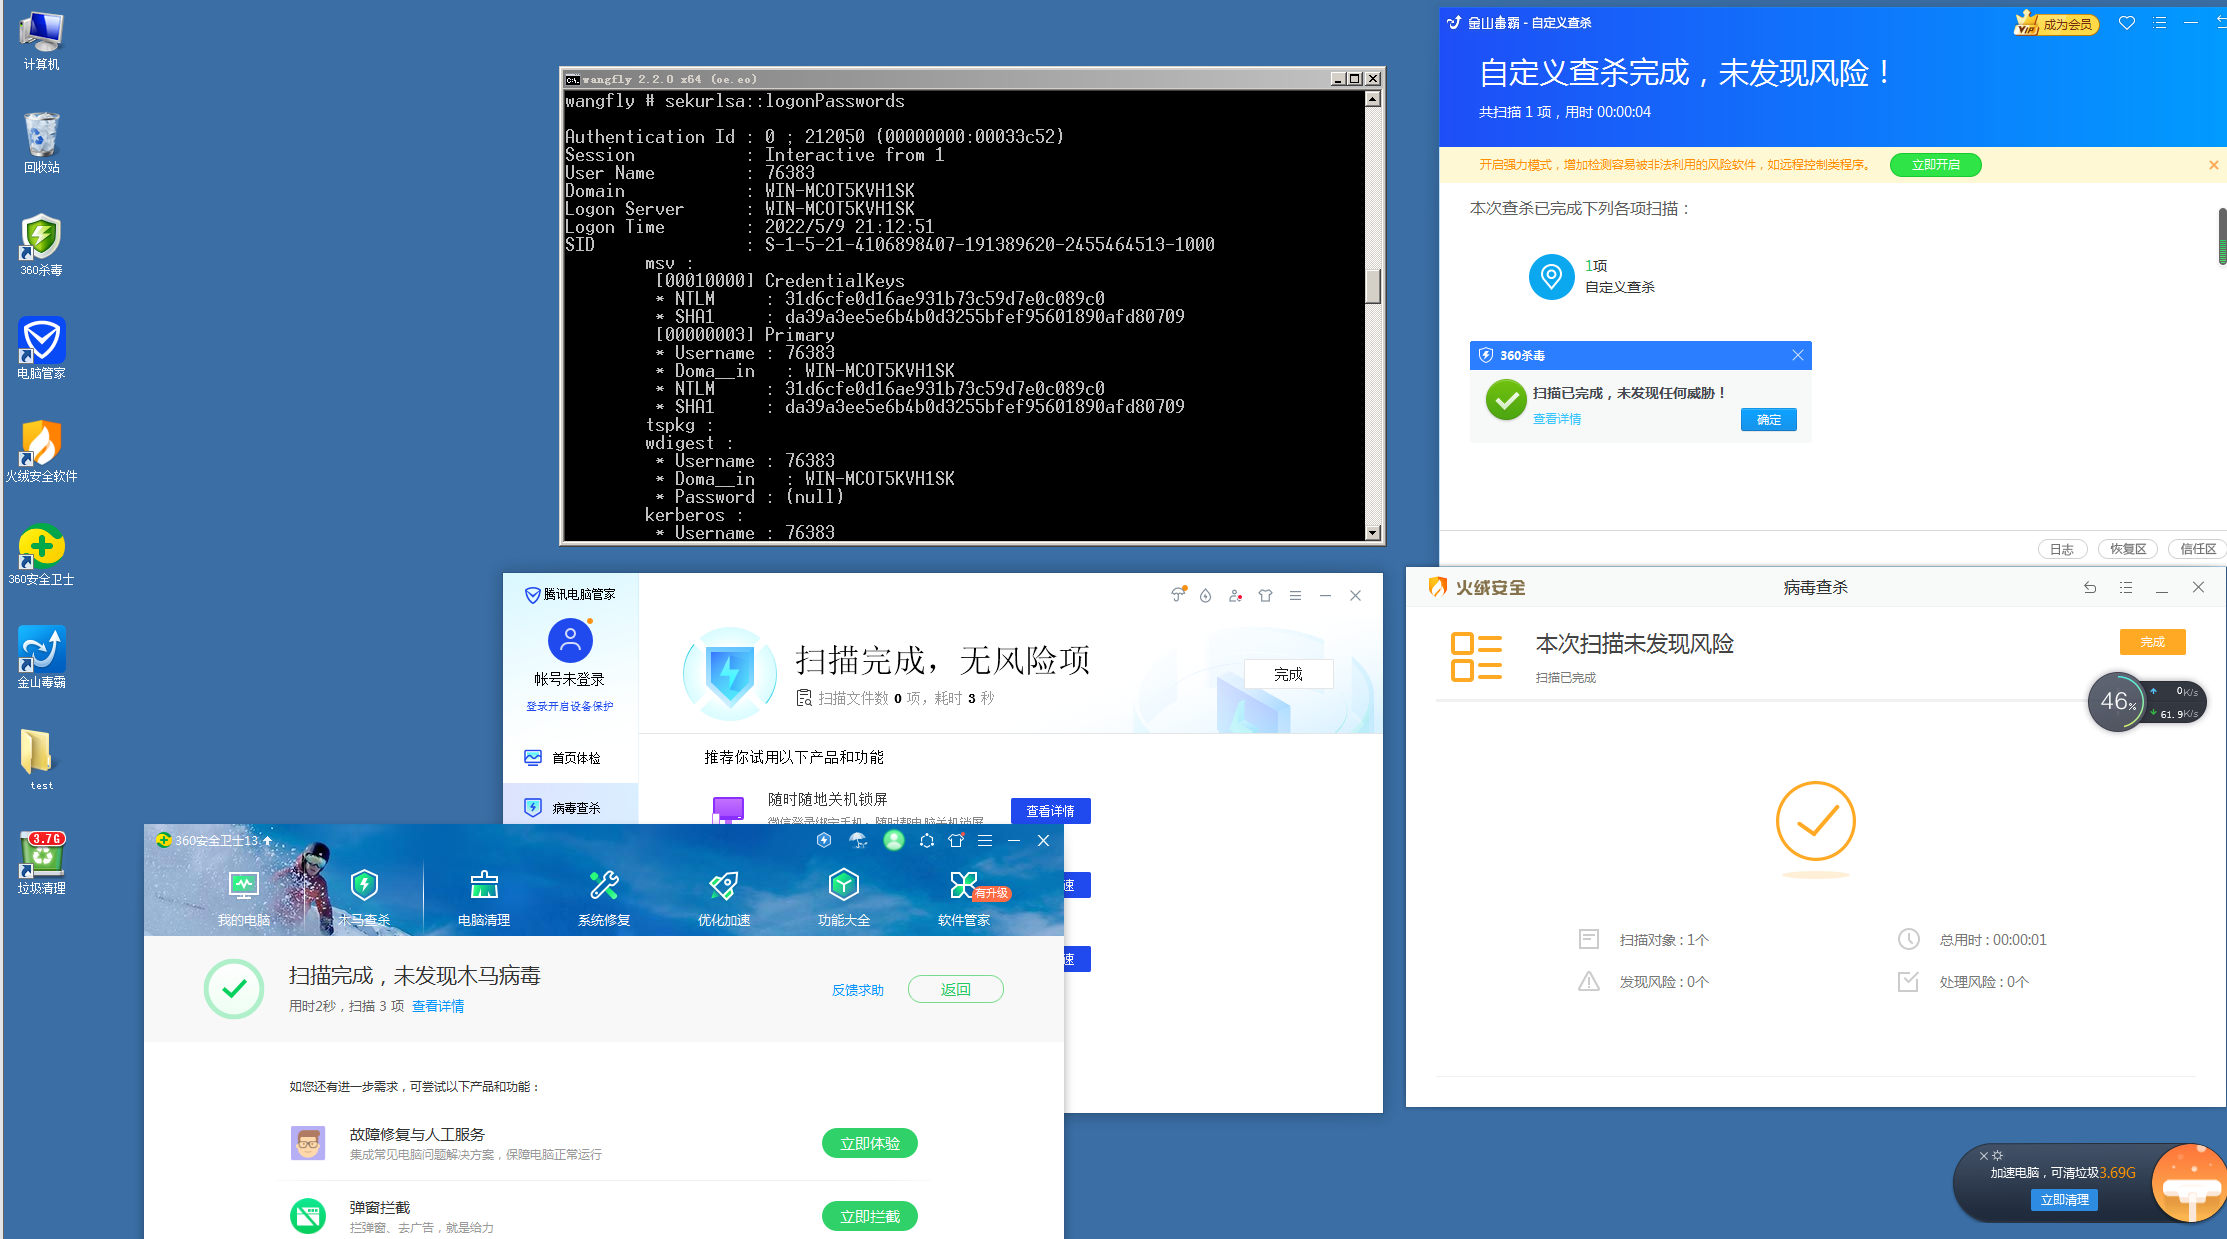 计算机
回收站
360杀毒
电脑管家
火绒安全软件
360安全卫士
金山毒霸
test
3.7G
垃圾清理
wangfly 2.2.0 x64 (oe.eo)
wangfly # sekurlsa::logonPasswords
Authentication Id : 0 ; 212050 (00000000:00033c52)
Session : Interactive from 1
User Name : 76383
Domain : WIN-MCOT5KVH1SK
Logon Server : WIN-MCOT5KVH1SK
Logon Time : 2022/5/9 21:12:51
SID : S-1-5-21-4106898407-191389620-2455464513-1000
msv :
[00010000] CredentialKeys
* NTLM : 31d6cfe0d16ae931b73c59d7e0c089c0
* SHA1 : da39a3ee5e6b4b0d3255bfef95601890afd80709
[00000003] Primary
* Username : 76383
* Doma__in : WIN-MCOT5KVH1SK
* NTLM : 31d6cfe0d16ae931b73c59d7e0c089c0
* SHA1 : da39a3ee5e6b4b0d3255bfef95601890afd80709
tspkg :
wdigest :
* Username : 76383
* Doma__in : WIN-MCOT5KVH1SK
* Password : (null)
kerberos :
* Username : 76383
金山毒霸 - 自定义查杀
VIP 成为会员
自定义查杀完成，未发现风险！
共扫描 1 项，用时 00:00:04
开启强力模式，增加检测容易被非法利用的风险软件，如远程控制类程序。
立即开启
本次查杀已完成下列各项扫描：
1项
自定义查杀
360杀毒
扫描已完成，未发现任何威胁！
查看详情
确定
日志
恢复区
信任区
腾讯电脑管家
帐号未登录
登录开启设备保护
首页体检
病毒查杀
扫描完成，无风险项
扫描文件数 0 项，耗时 3 秒
完成
推荐你试用以下产品和功能
随时随地关机锁屏
微信登录绑定手机，随时帮电脑关机锁屏
查看详情
速
速
火绒安全
病毒查杀
本次扫描未发现风险
扫描已完成
完成
46%
0K/s
61.9K/s
扫描对象 : 1个
总用时 : 00:00:01
发现风险 : 0个
处理风险 : 0个
360安全卫士13
我的电脑
木马查杀
电脑清理
系统修复
优化加速
功能大全
软件管家
有升级
扫描完成，未发现木马病毒
用时2秒，扫描 3 项 查看详情
反馈求助
返回
如您还有进一步需求，可尝试以下产品和功能：
故障修复与人工服务
集成常见电脑问题解决方案，保障电脑正常运行
立即体验
弹窗拦截
拦弹窗、去广告，就是给力
立即拦截
加速电脑，可清垃圾3.69G
立即清理